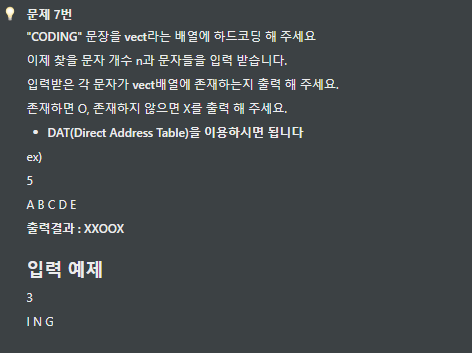 문제 7번
"CODING" 문장을 vect라는 배열에 하드코딩 해 주세요
이제 찾을 문자 개수 n과 문자들을 입력 받습니다.
입력받은 각 문자가 vect배열에 존재하는지 출력 해 주세요.
존재하면 O, 존재하지 않으면 X를 출력 해 주세요.
• DAT(Direct Address Table)을 이용하시면 됩니다
ex)
5
A B C D E
출력결과 : XXOOX
입력 예제
3
I N G